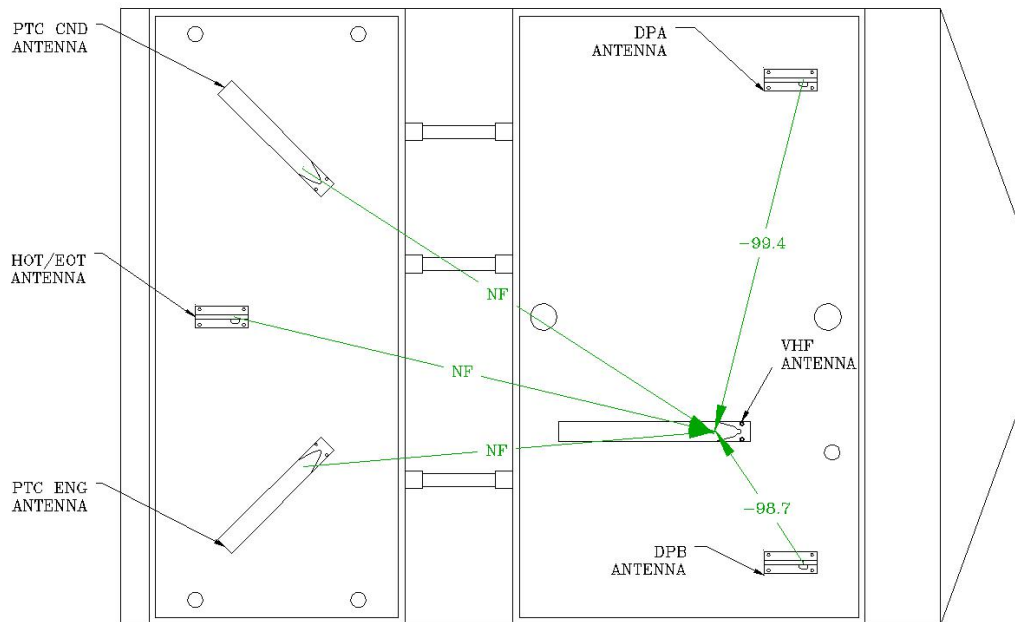 PTC CND
ANTENNA
DPA
ANTENNA
-99.4
HOT/EOT
ANTENNA
NF
VHF
ANTENNA
NF
NF
PTC ENG
ANTENNA
-98.7
DPB
ANTENNA